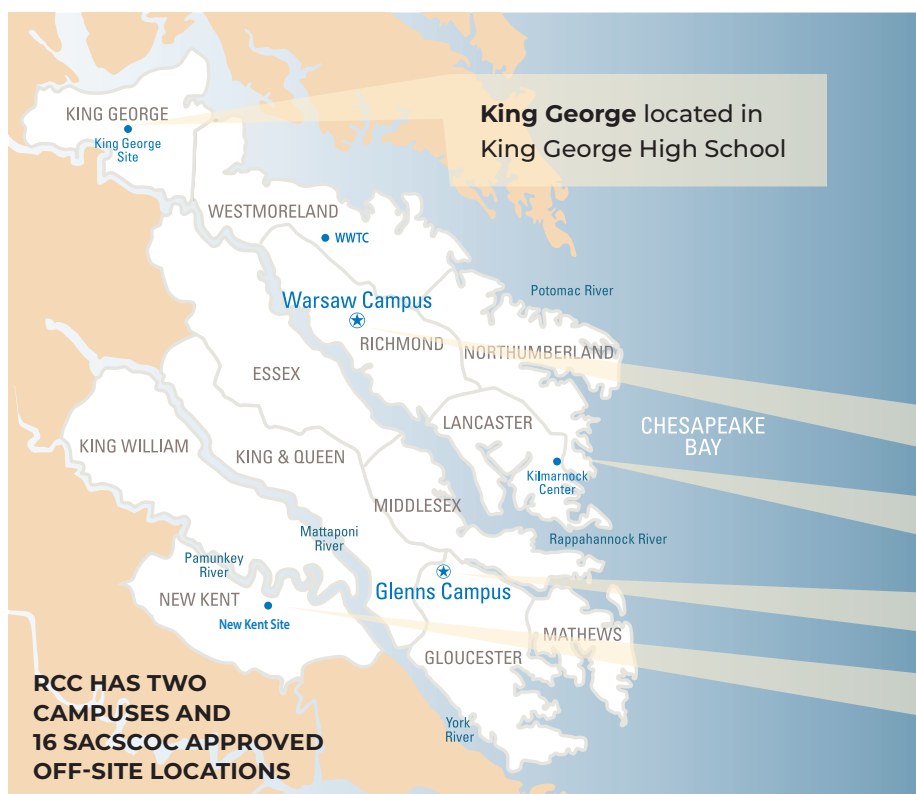 KING GEORGE
King George
Site
King George located in
King George High School
WESTMORELAND
WWTC
Potomac River
Warsaw Campus
RICHMOND
NORTHUMBERLAND
ESSEX
LANCASTER
CHESAPEAKE
BAY
KING WILLIAM
KING & QUEEN
Kilmarnock
Center
MIDDLESEX
Mattaponi
River
Rappahannock River
Pamunkey
River
Glenns Campus
NEW KENT
New Kent Site
MATHEWS
GLOUCESTER
RCC HAS TWO
CAMPUSES AND
16 SACSCOC APPROVED
OFF-SITE LOCATIONS
York
River